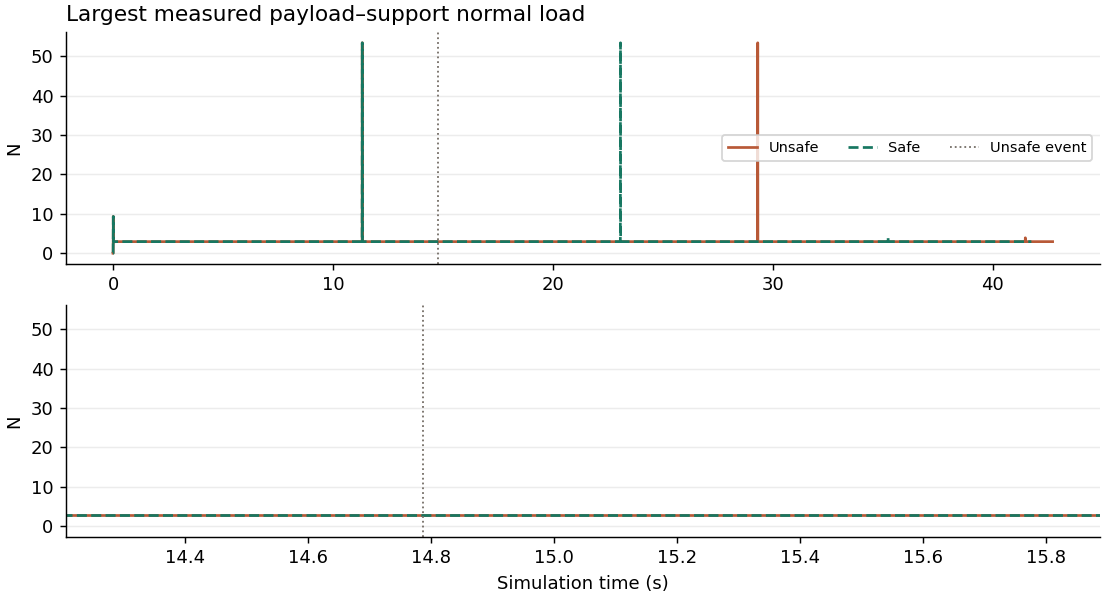 Largest measured payload–support normal load
50
40
30
20
10
0
N
Unsafe
Safe
Unsafe event
0 10 20 30 40
50
40
30
20
10
0
N
14.4 14.6 14.8 15.0 15.2 15.4 15.6 15.8
Simulation time (s)